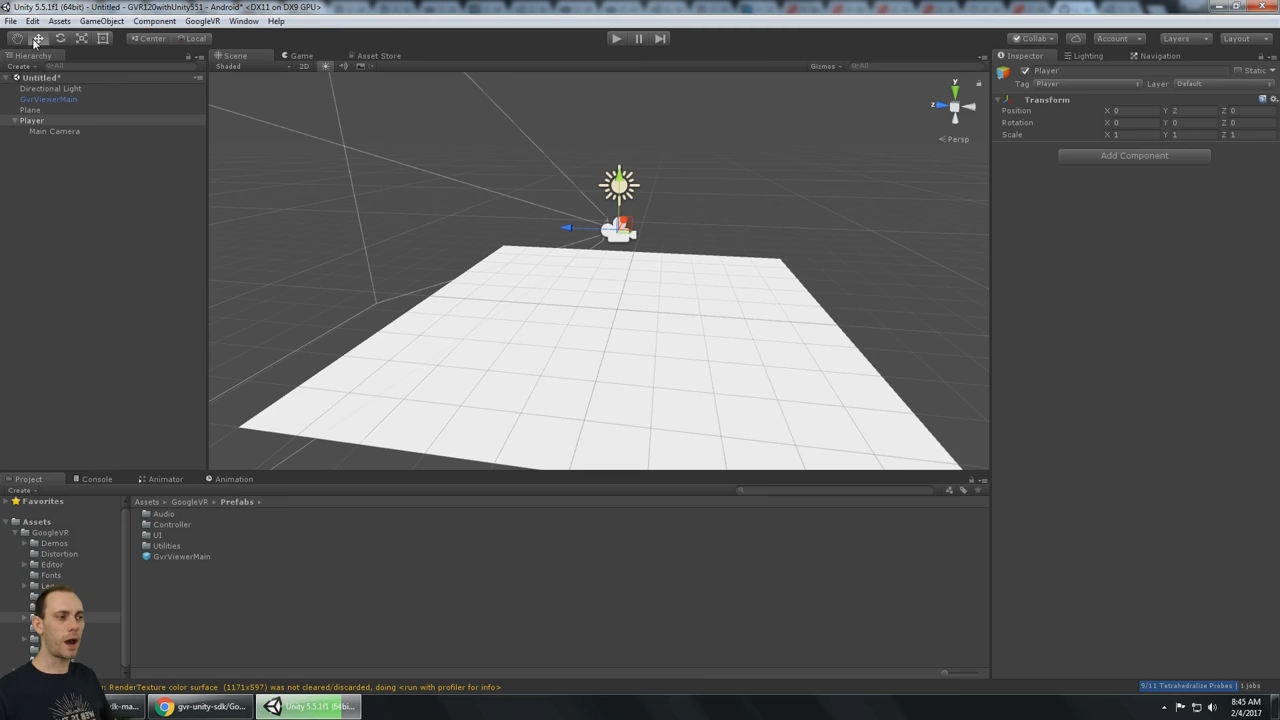 Unity 5.5.1f1 (64bit) - Untitled - GVR120withUnity551 - Android* <DX11 on DX9 GPU>
File Edit Assets GameObject Component GoogleVR Window Help
Center Local Collab Account Layers Layout
Hierarchy Scene Game Asset Store Inspector Lighting Navigation
Create All Shaded 2D Gizmos All
Player Static
Untitled*
Tag Player Layer Default
Directional Light
GvrViewerMain
Transform
Plane
Position X 0 Y 2 Z 0
Player
Rotation X 0 Y 0 Z 0
Main Camera
Scale X 1 Y 1 Z 1
y
z
Persp
Add Component
Project Console Animator Animation
Create
Favorites
Assets GoogleVR Prefabs
Audio
Assets
Controller
GoogleVR
UI
Demos
Utilities
Distortion
GvrViewerMain
Editor
Fonts
RenderTexture color surface (1171x597) was not cleared/discarded, doing <run with profiler for info>
9/11 Tetrahedralize Probes | 1 jobs
gvr-unity-sdk/Go...
Unity 5.5.1f1 (64bi...
8:45 AM
2/4/2017